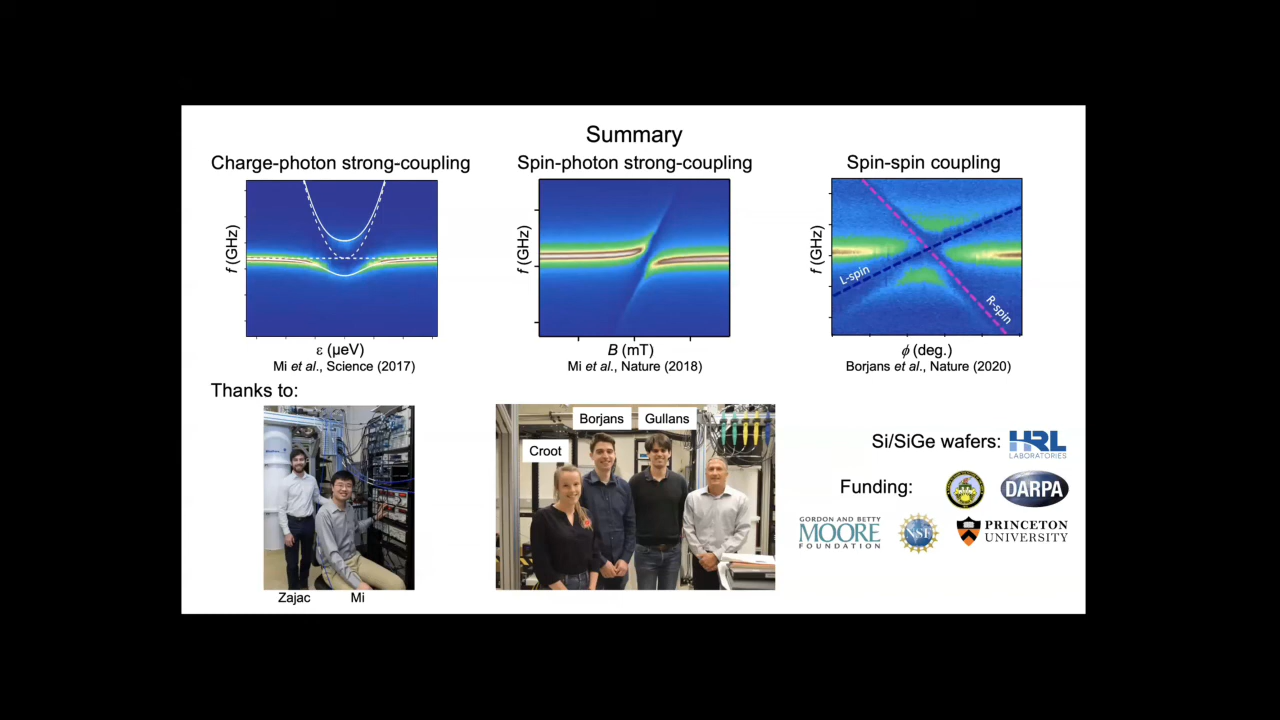 Summary
Charge-photon strong-coupling
Spin-photon strong-coupling
Spin-spin coupling
f (GHz)
f (GHz)
f (GHz)
L-spin
R-spin
ε (µeV)
B (mT)
ϕ (deg.)
Mi et al., Science (2017)
Mi et al., Nature (2018)
Borjans et al., Nature (2020)
Thanks to:
Borjans
Gullans
Croot
Zajac
Mi
Si/SiGe wafers:
HRL
LABORATORIES
Funding:
DARPA
GORDON AND BETTY
MOORE
FOUNDATION
NSF
PRINCETON
UNIVERSITY